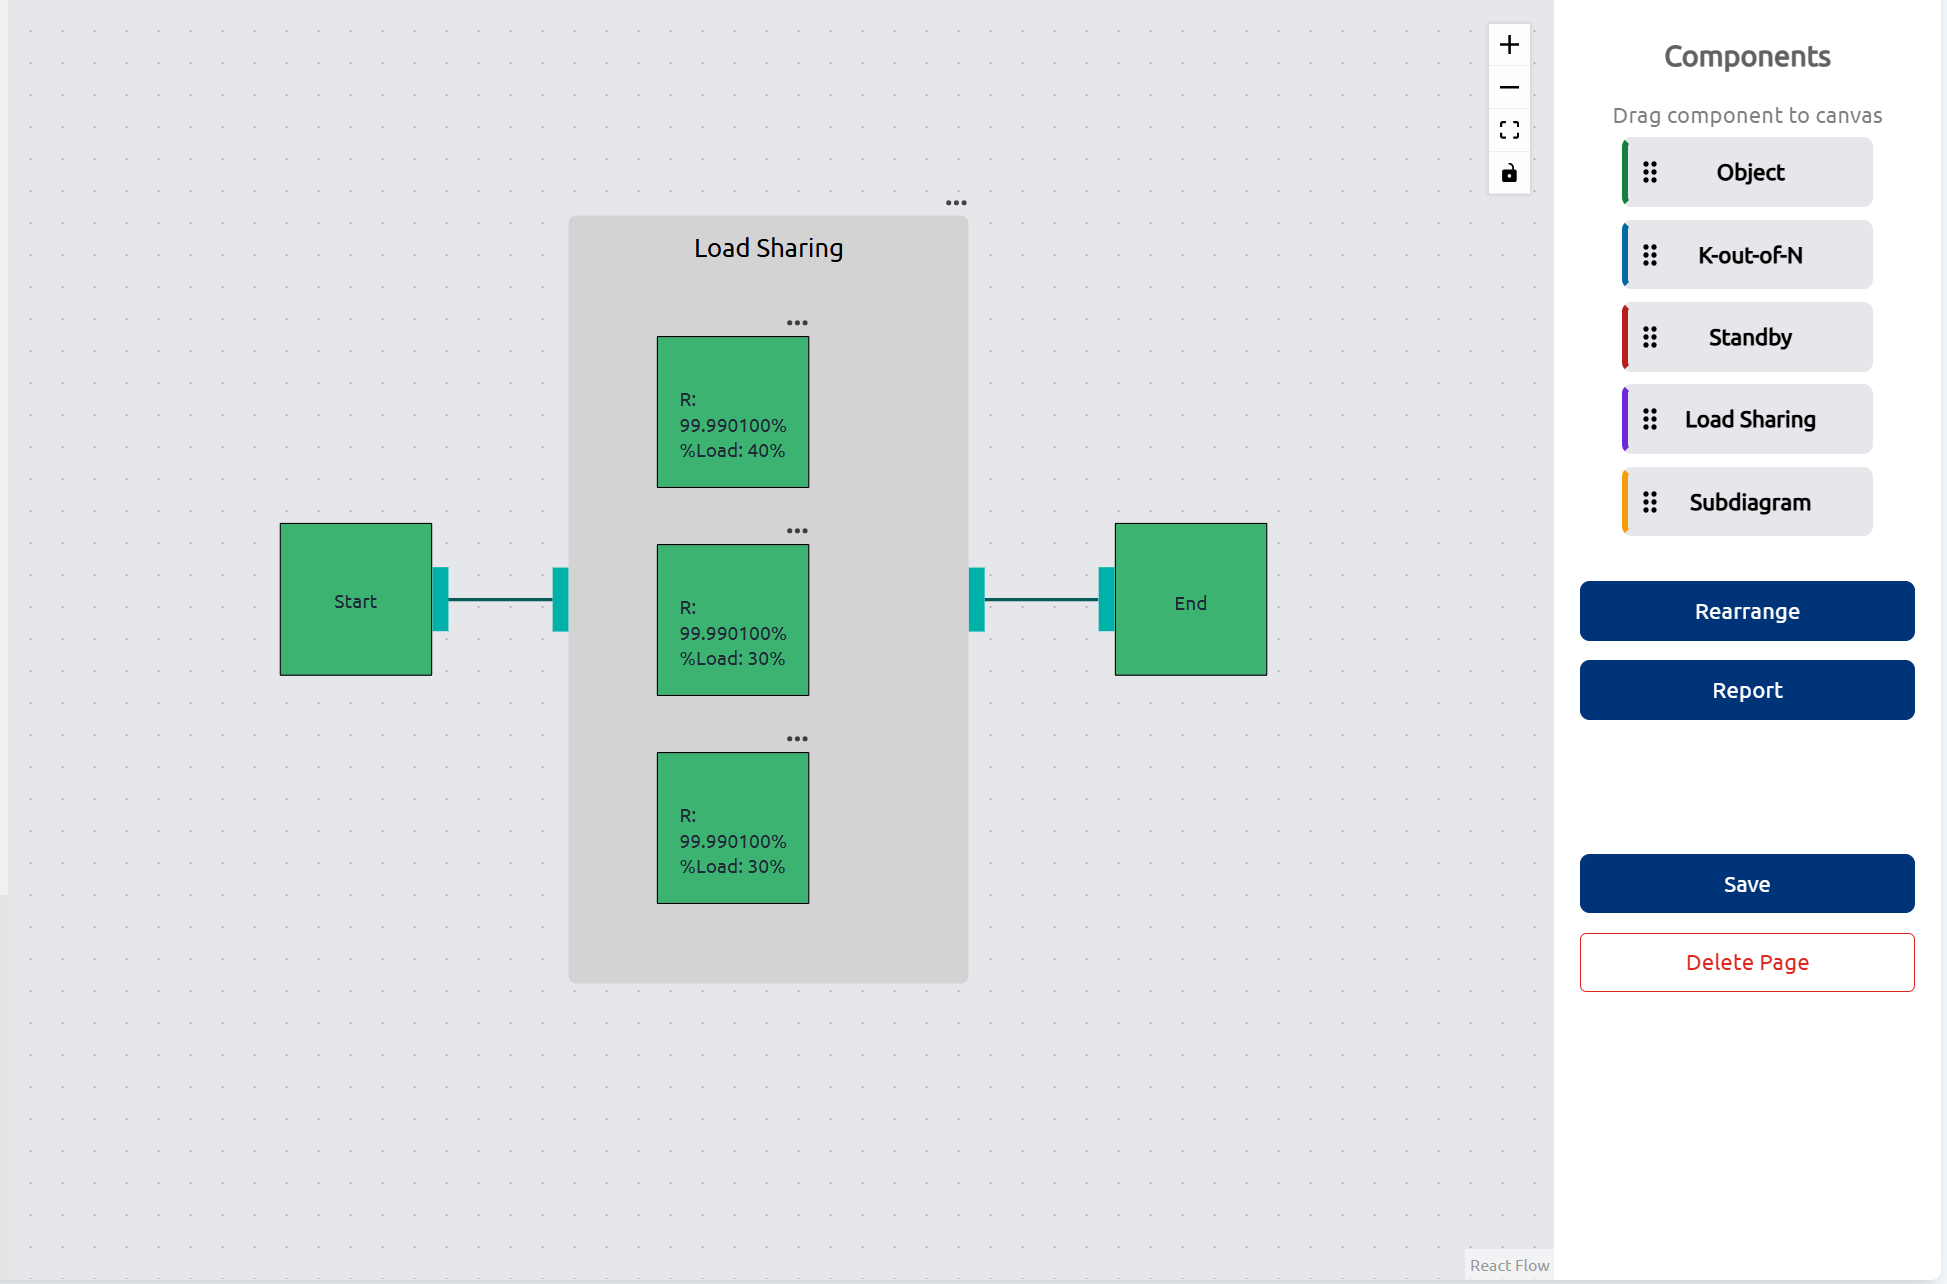 Load Sharing
R:
99.990100%
%Load: 40%
R:
99.990100%
%Load: 30%
R:
99.990100%
%Load: 30%
Start
End
React Flow
Components
Drag component to canvas
Object
K-out-of-N
Standby
Load Sharing
Subdiagram
Rearrange
Report
Save
Delete Page